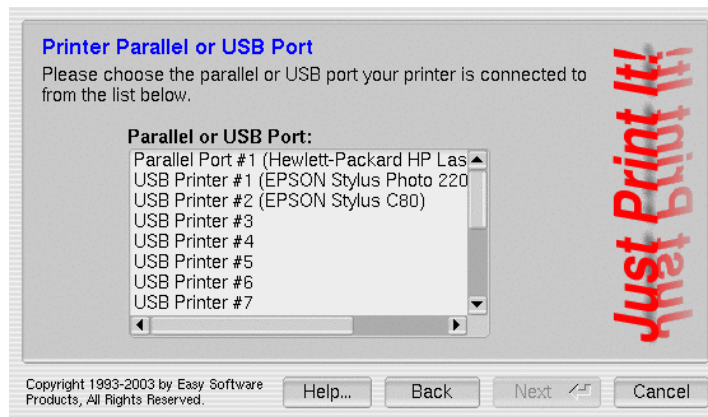 Printer Parallel or USB Port
Please choose the parallel or USB port your printer is connected to
from the list below.
Parallel or USB Port:
Parallel Port #1 (Hewlett-Packard HP Las
USB Printer #1 (EPSON Stylus Photo 220
USB Printer #2 (EPSON Stylus C80)
USB Printer #3
USB Printer #4
USB Printer #5
USB Printer #6
USB Printer #7
Just Print It!
Copyright 1993-2003 by Easy Software
Products, All Rights Reserved.
Help...
Back
Next
Cancel